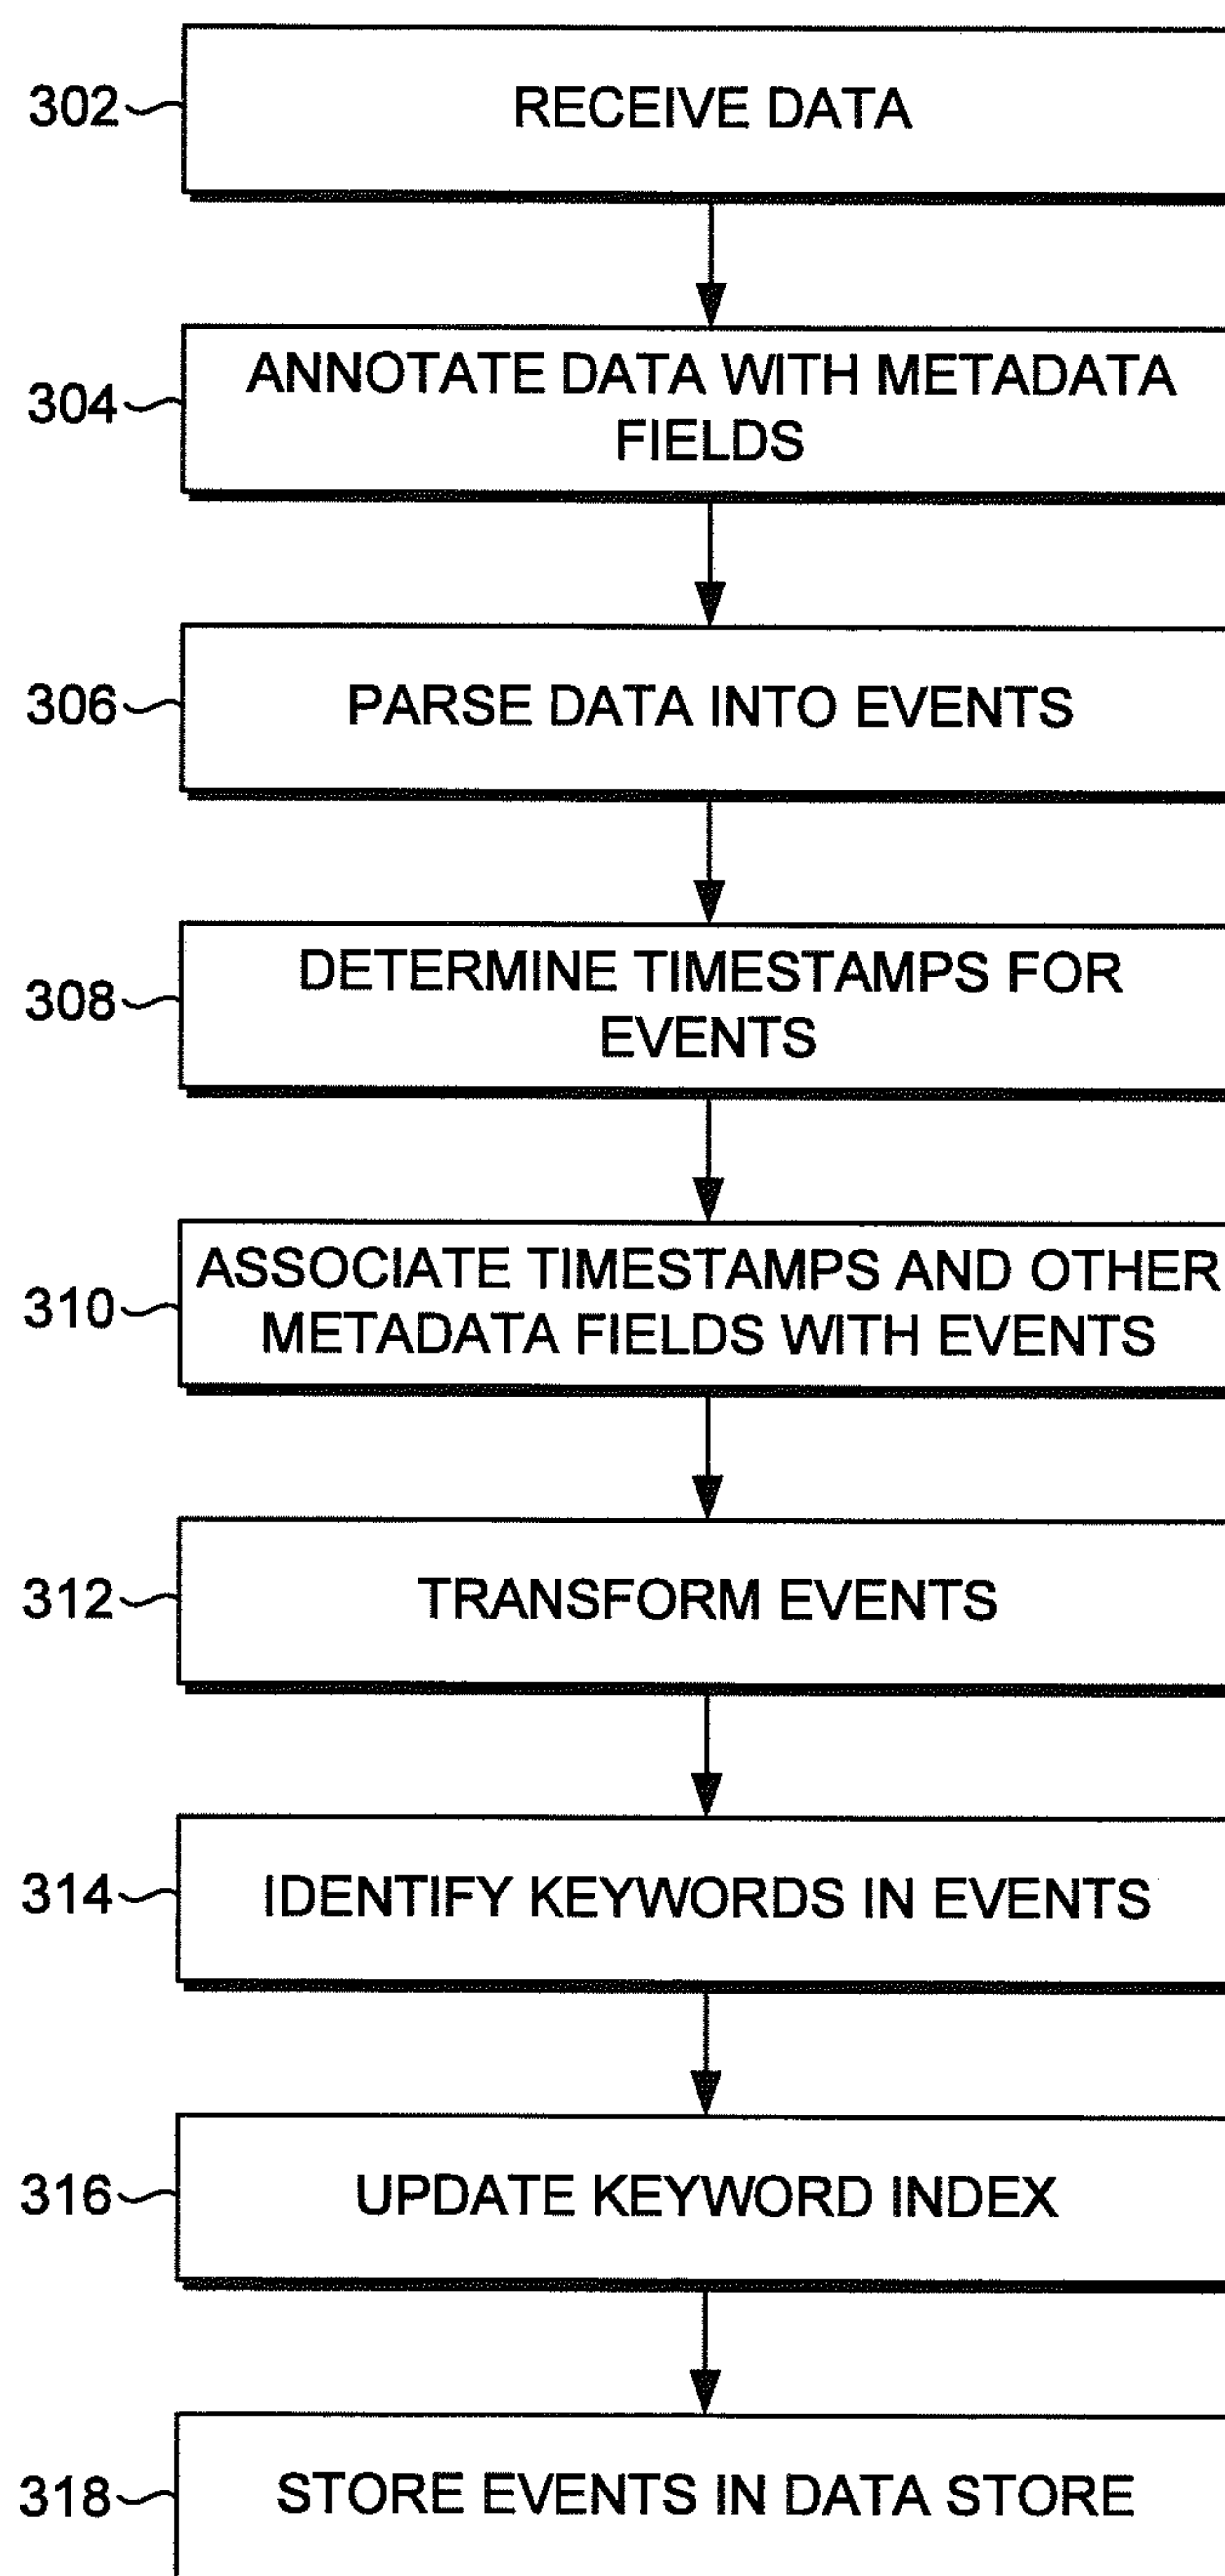 302
RECEIVE DATA
304
ANNOTATE DATA WITH METADATA
FIELDS
306
PARSE DATA INTO EVENTS
308
DETERMINE TIMESTAMPS FOR
EVENTS
310
ASSOCIATE TIMESTAMPS AND OTHER
METADATA FIELDS WITH EVENTS
312
TRANSFORM EVENTS
314
IDENTIFY KEYWORDS IN EVENTS
316
UPDATE KEYWORD INDEX
318
STORE EVENTS IN DATA STORE